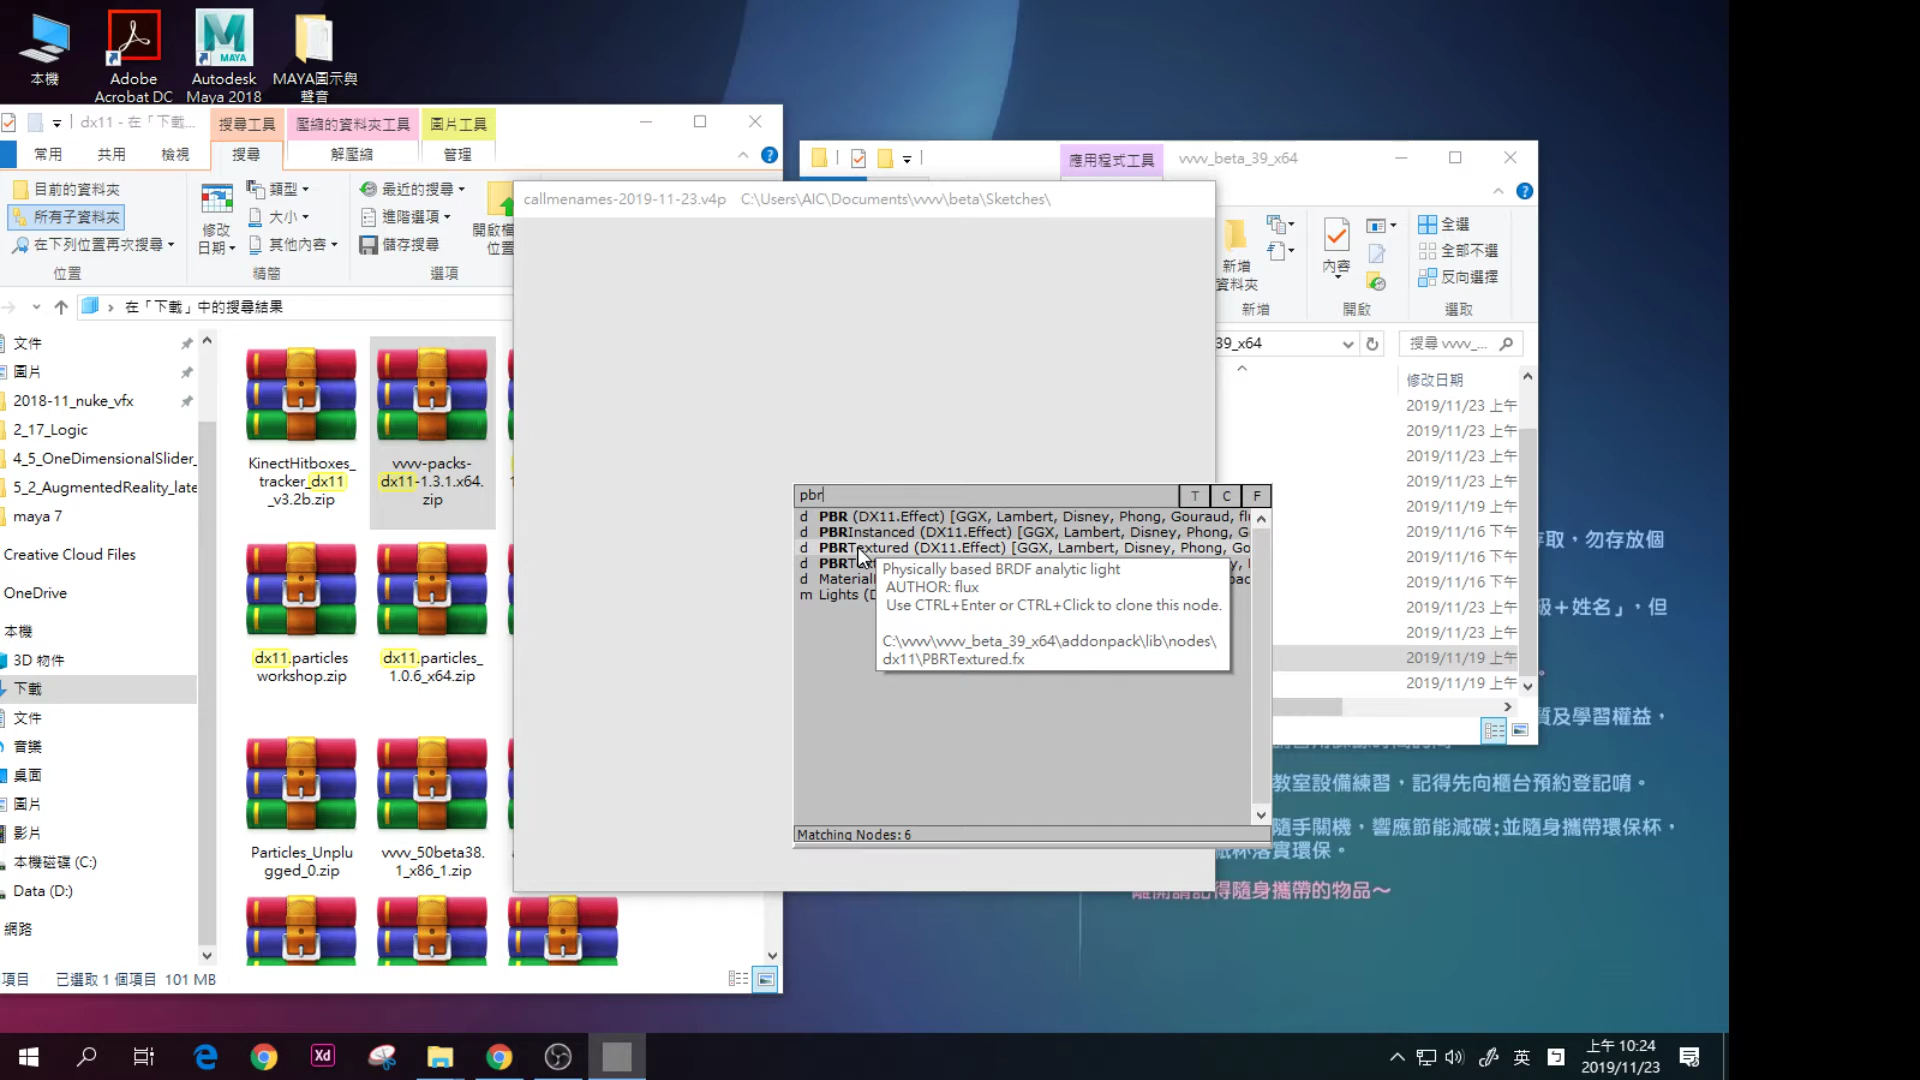 本機
Adobe
Acrobat DC
Autodesk
Maya 2018
MAYA圖示與
聲音
dx11 - 在「下載...
搜尋工具
壓縮的資料夾工具
圖片工具
常用
共用
檢視
搜尋
解壓縮
管理
目前的資料夾
所有子資料夾
在下列位置再次搜尋
位置
修改
日期
類型
大小
其他內容
精簡
最近的搜尋
進階選項
儲存搜尋
選項
開啟檔
位置
在「下載」中的搜尋結果
文件
圖片
2018-11_nuke_vfx
2_17_Logic
4_5_OneDimensionalSlider_
5_2_AugmentedReality_late
maya 7
Creative Cloud Files
OneDrive
本機
3D 物件
下載
文件
音樂
桌面
圖片
影片
本機磁碟 (C:)
Data (D:)
網路
KinectHitboxes_
tracker_dx11
_v3.2b.zip
vvvv-packs-
dx11-1.3.1.x64.
zip
dx11.particles
workshop.zip
dx11.particles_
1.0.6_x64.zip
Particles_Unplu
gged_0.zip
vvvv_50beta38.
1_x86_1.zip
項目
已選取 1 個項目 101 MB
應用程式工具
vvvv_beta_39_x64
新增
資料夾
新增
內容
開啟
全選
全部不選
反向選擇
選取
39_x64
搜尋 vvvv_...
修改日期
2019/11/23 上午
2019/11/23 上午
2019/11/23 上午
2019/11/23 上午
2019/11/23 上午
2019/11/16 上午
2019/11/16 下午
2019/11/16 下午
2019/11/23 上午
2019/11/23 上午
2019/11/19 上午
2019/11/19 上午
callmenames-2019-11-23.v4p C:\Users\AIC\Documents\vvvv\beta\Sketches\
pbr
T C F
d PBR (DX11.Effect) [GGX, Lambert, Disney, Phong, Gouraud, fl
d PBRInstanced (DX11.Effect) [GGX, Lambert, Disney, Phong, G
d PBRTextured (DX11.Effect) [GGX, Lambert, Disney, Phong, Go
d PBRT
d Material
m Lights (D
Physically based BRDF analytic light
AUTHOR: flux
Use CTRL+Enter or CTRL+Click to clone this node.
C:\vvvv\vvvv_beta_39_x64\addonpack\lib\nodes\
dx11\PBRTextured.fx
Matching Nodes: 6
存取，勿存放個
級＋姓名」，但
。
質及學習權益，
教室設備練習，記得先向櫃台預約登記唷。
隨手關機，響應節能減碳;並隨身攜帶環保杯，
紙杯落實環保。
離開請記得隨身攜帶的物品～
MAYA
Xd
英
上午 10:24
2019/11/23